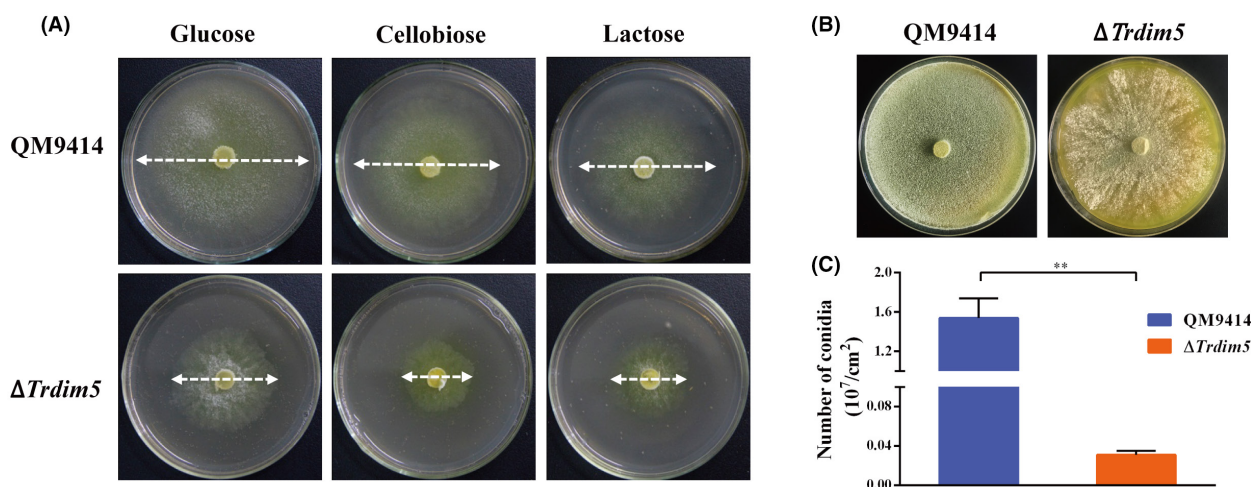 (A)
Glucose Cellobiose Lactose
QM9414
ΔTrdim5
(B)
QM9414 ΔTrdim5
(C)
**
Number of conidia
(10⁷/cm²)
2.0
1.6
1.2
0.08
0.04
0.00
QM9414
ΔTrdim5